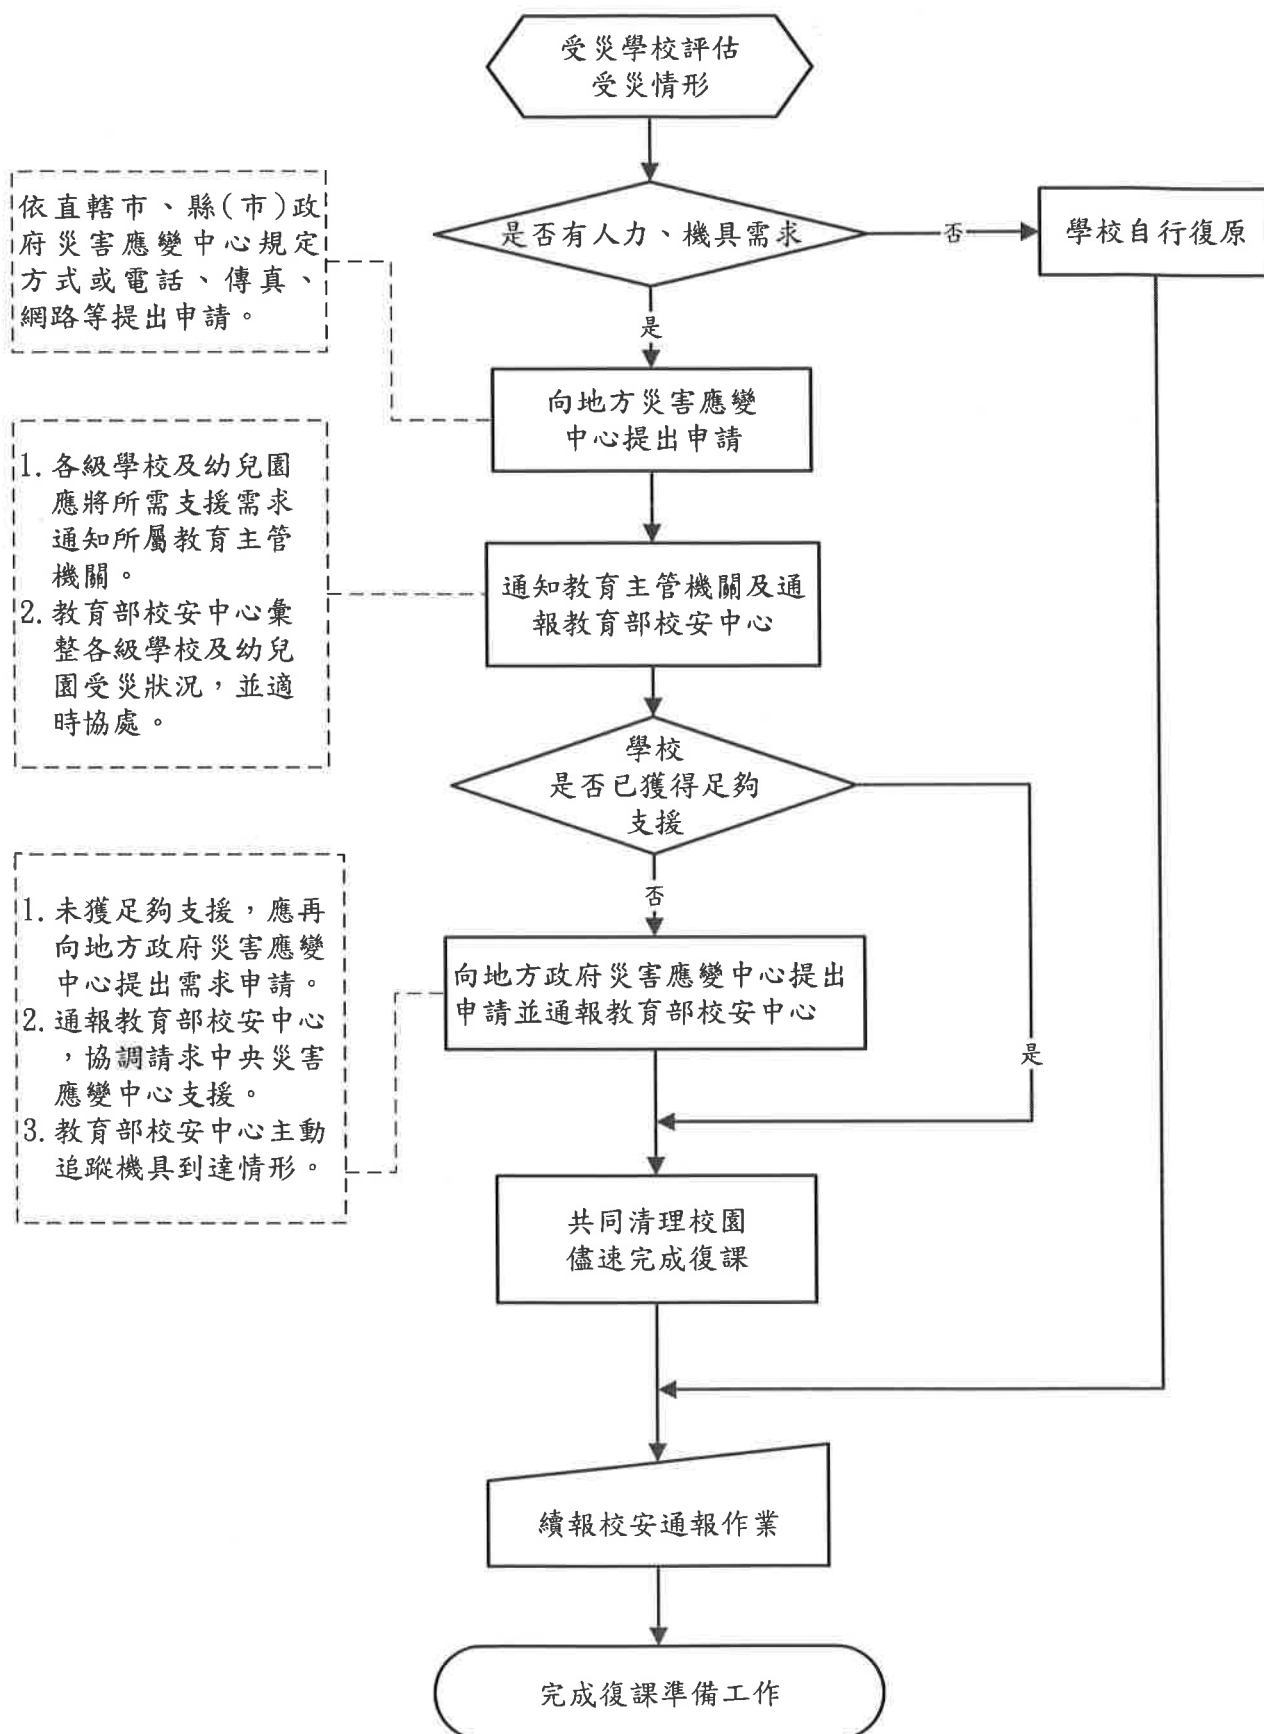 受災學校評估
受災情形
依直轄市、縣(市)政
府災害應變中心規定
方式或電話、傳真、
網路等提出申請。
是否有人力、機具需求
否
學校自行復原
是
向地方災害應變
中心提出申請
1. 各級學校及幼兒園
應將所需支援需求
通知所屬教育主管
機關。
2. 教育部校安中心彙
整各級學校及幼兒
園受災狀況，並適
時協處。
通知教育主管機關及通
報教育部校安中心
學校
是否已獲得足夠
支援
否
是
1. 未獲足夠支援，應再
向地方政府災害應變
中心提出需求申請。
2. 通報教育部校安中心
，協調請求中央災害
應變中心支援。
3. 教育部校安中心主動
追蹤機具到達情形。
向地方政府災害應變中心提出
申請並通報教育部校安中心
共同清理校園
儘速完成復課
續報校安通報作業
完成復課準備工作